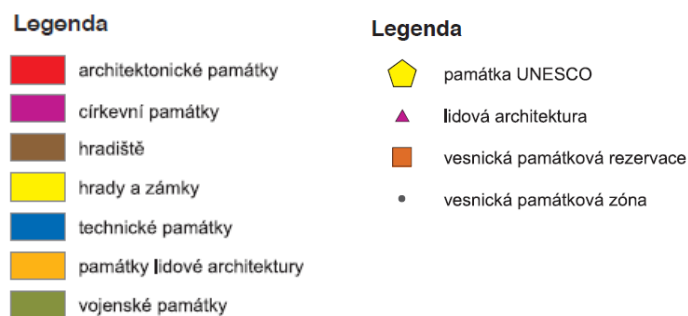 Legenda
architektonické památky
církevní památky
hradiště
hrady a zámky
technické památky
památky lidové architektury
vojenské památky
Legenda
památka UNESCO
lidová architektura
vesnická památková rezervace
vesnická památková zóna